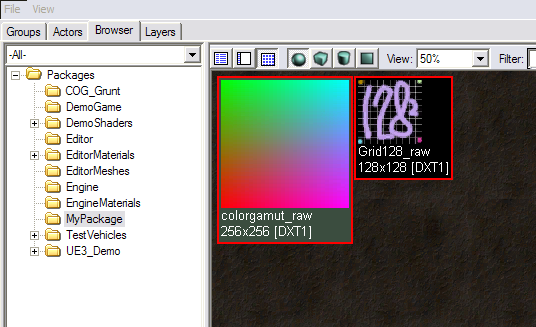 File View
Groups Actors Browser Layers
-All-
View: 50% Filter:
Packages
COG_Grunt
DemoGame
DemoShaders
Editor
EditorMaterials
EditorMeshes
Engine
EngineMaterials
MyPackage
TestVehicles
UE3_Demo
colorgamut_raw
256x256 [DXT1]
128
Grid128_raw
128x128 [DXT1]